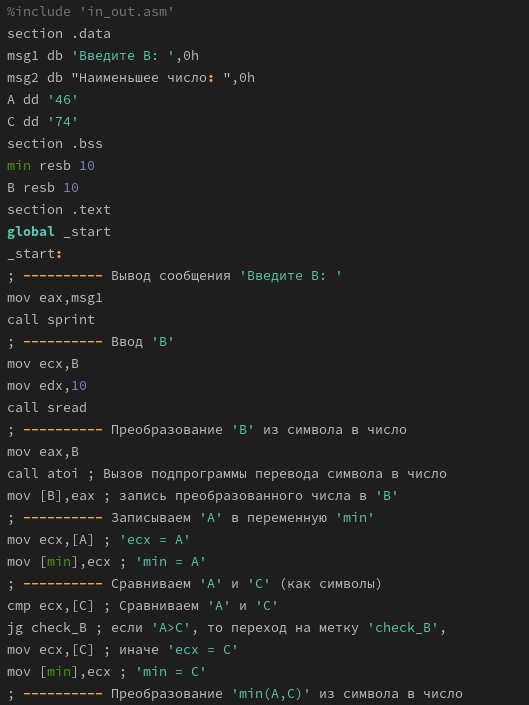 %include 'in_out.asm'
section .data
msg1 db 'Введите B: ',0h
msg2 db "Наименьшее число: ",0h
A dd '46'
C dd '74'
section .bss
min resb 10
B resb 10
section .text
global _start
_start:
; ---------- Вывод сообщения 'Введите B: '
mov eax,msg1
call sprint
; ---------- Ввод 'B'
mov ecx,B
mov edx,10
call sread
; ---------- Преобразование 'B' из символа в число
mov eax,B
call atoi ; Вызов подпрограммы перевода символа в число
mov [B],eax ; запись преобразованного числа в 'B'
; ---------- Записываем 'A' в переменную 'min'
mov ecx,[A] ; 'ecx = A'
mov [min],ecx ; 'min = A'
; ---------- Сравниваем 'A' и 'С' (как символы)
cmp ecx,[C] ; Сравниваем 'A' и 'С'
jg check_B ; если 'A>C', то переход на метку 'check_B',
mov ecx,[C] ; иначе 'ecx = C'
mov [min],ecx ; 'min = C'
; ---------- Преобразование 'min(A,C)' из символа в число